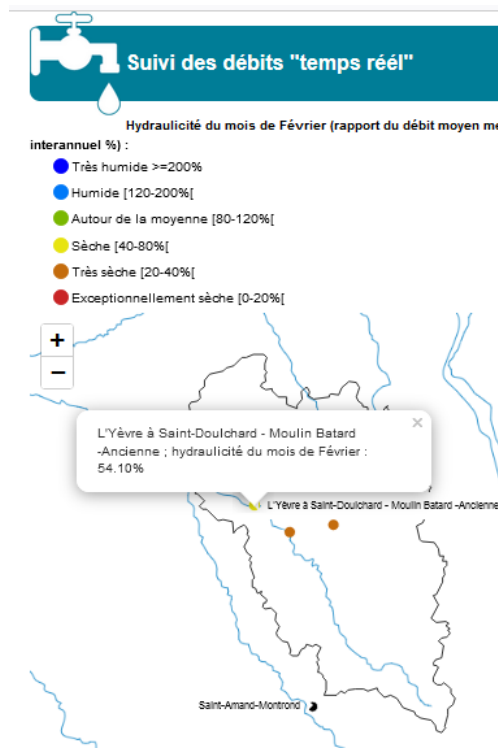 Suivi des débits "temps réél"
Hydraulicité du mois de Février (rapport du débit moyen me
interannuel %) :
Très humide >=200%
Humide [120-200%[
Autour de la moyenne [80-120%[
Sèche [40-80%[
Très sèche [20-40%[
Exceptionnellement sèche [0-20%[
+
−
×
L'Yèvre à Saint-Doulchard - Moulin Batard
-Ancienne ; hydraulicité du mois de Février :
54.10%
L'Yèvre à Saint-Doulchard - Moulin Batard -Ancienne
Saint-Amand-Montrond